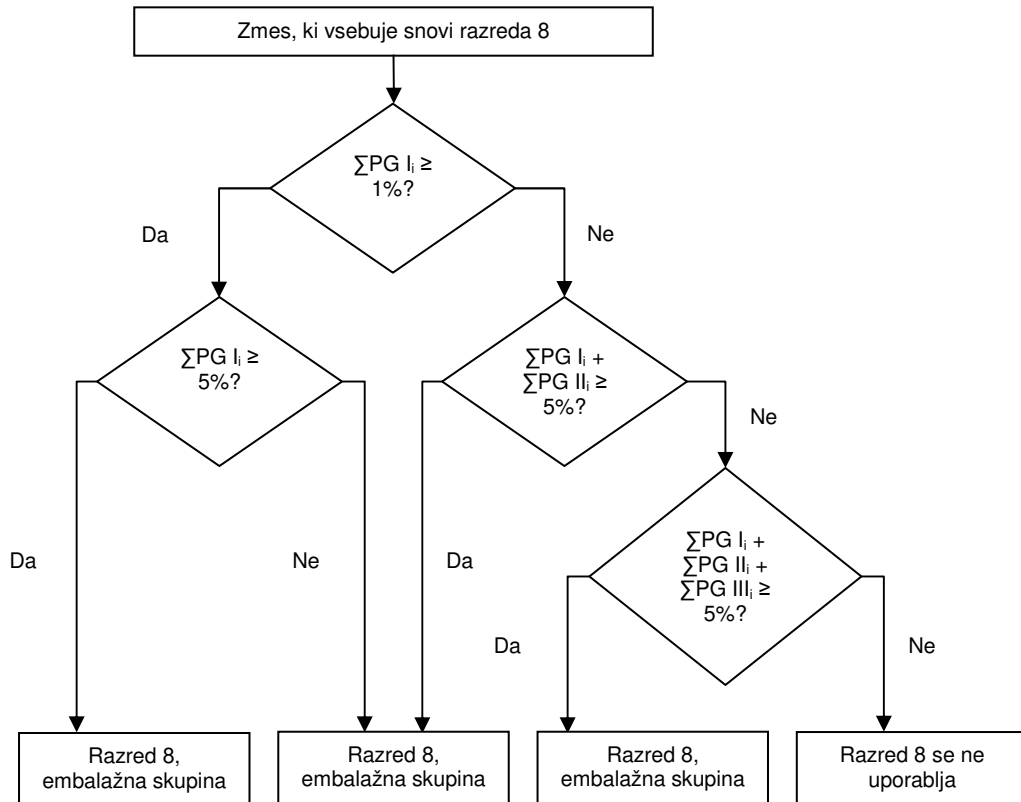 Zmes, ki vsebuje snovi razreda 8
∑PG Iᵢ ≥
1%?
Da
Ne
∑PG Iᵢ ≥
5%?
∑PG Iᵢ +
∑PG IIᵢ ≥
5%?
Ne
Da
Ne
Da
∑PG Iᵢ +
∑PG IIᵢ +
∑PG IIIᵢ ≥
5%?
Da
Ne
Razred 8,
embalažna skupina
Razred 8,
embalažna skupina
Razred 8,
embalažna skupina
Razred 8 se ne
uporablja